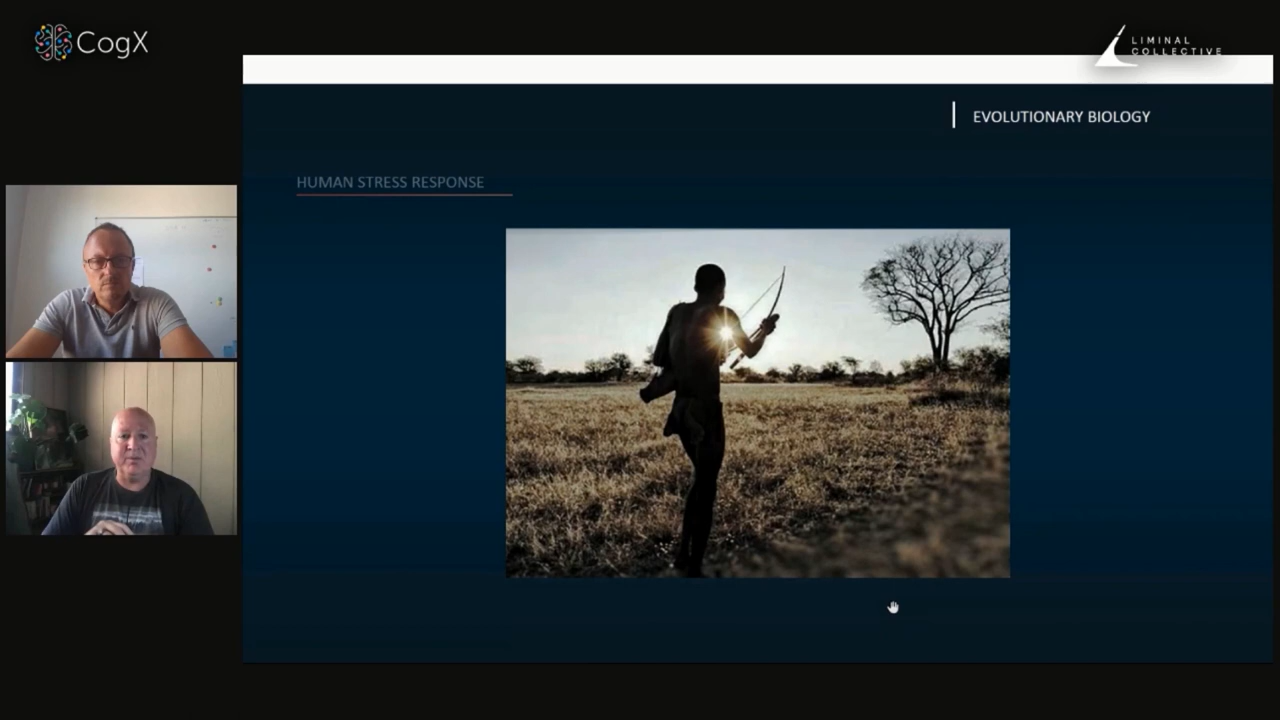 CogX
LIMINAL
COLLECTIVE
EVOLUTIONARY BIOLOGY
HUMAN STRESS RESPONSE